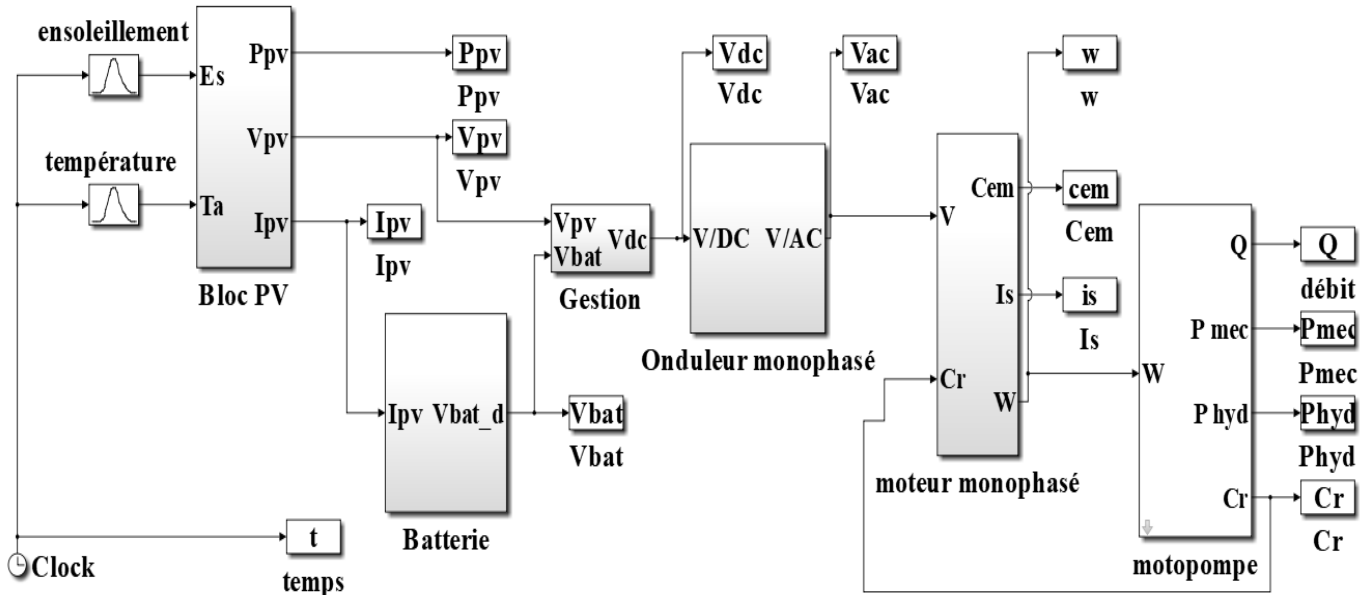 ensoleillement
Es
Ppv
Vpv
Ta
Ipv
Bloc PV
température
Ppv
Ppv
Vpv
Vpv
Ipv
Ipv
Ipv
Vbat_d
Batterie
Vbat
Vbat
Vpv
Vbat
Vdc
Gestion
Vdc
Vdc
V/DC
V/AC
Onduleur monophasé
Vac
Vac
V
Cem
Is
Cr
W
moteur monophasé
w
w
cem
Cem
is
Is
W
Q
P mec
P hyd
Cr
motopompe
Q
débit
Pmec
Pmec
Phyd
Phyd
Cr
Cr
t
temps
Clock